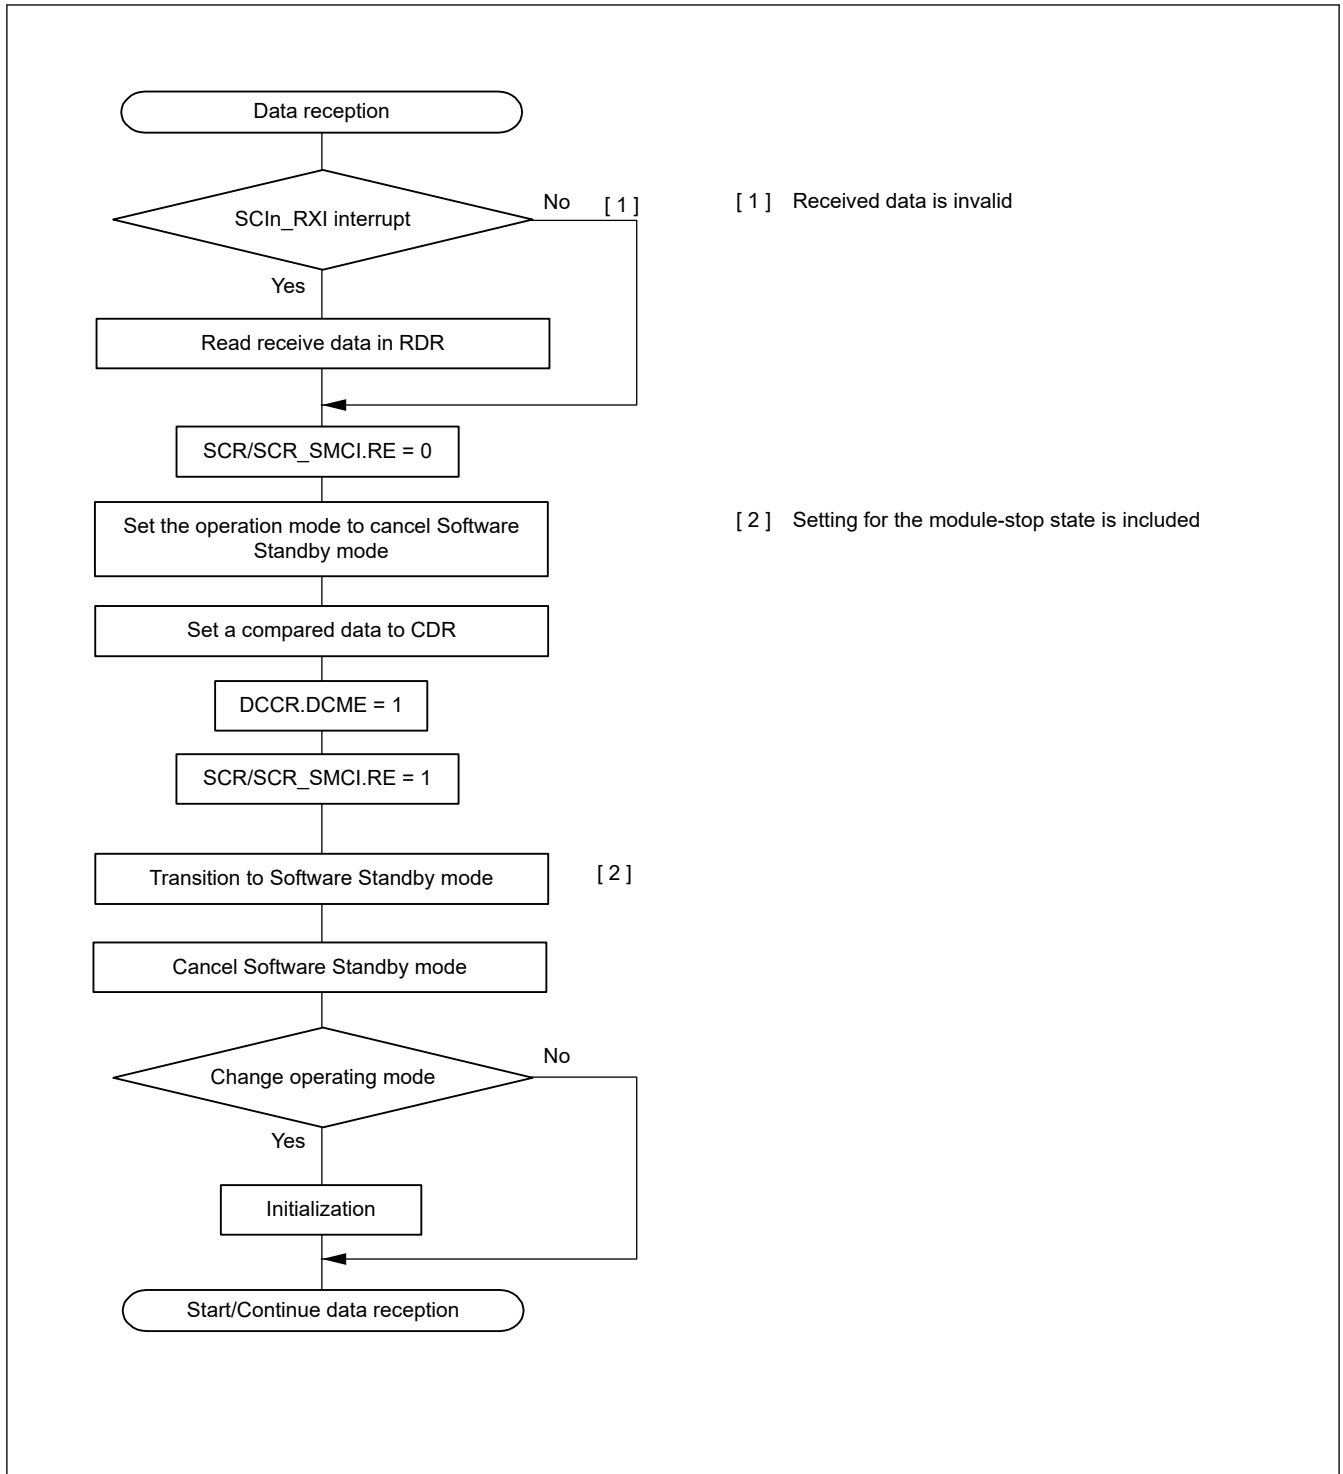 Data reception
No [ 1 ]
[ 1 ] Received data is invalid
SCIn_RXI interrupt
Yes
Read receive data in RDR
SCR/SCR_SMCI.RE = 0
Set the operation mode to cancel Software
Standby mode
[ 2 ] Setting for the module-stop state is included
Set a compared data to CDR
DCCR.DCME = 1
SCR/SCR_SMCI.RE = 1
Transition to Software Standby mode
[ 2 ]
Cancel Software Standby mode
No
Change operating mode
Yes
Initialization
Start/Continue data reception